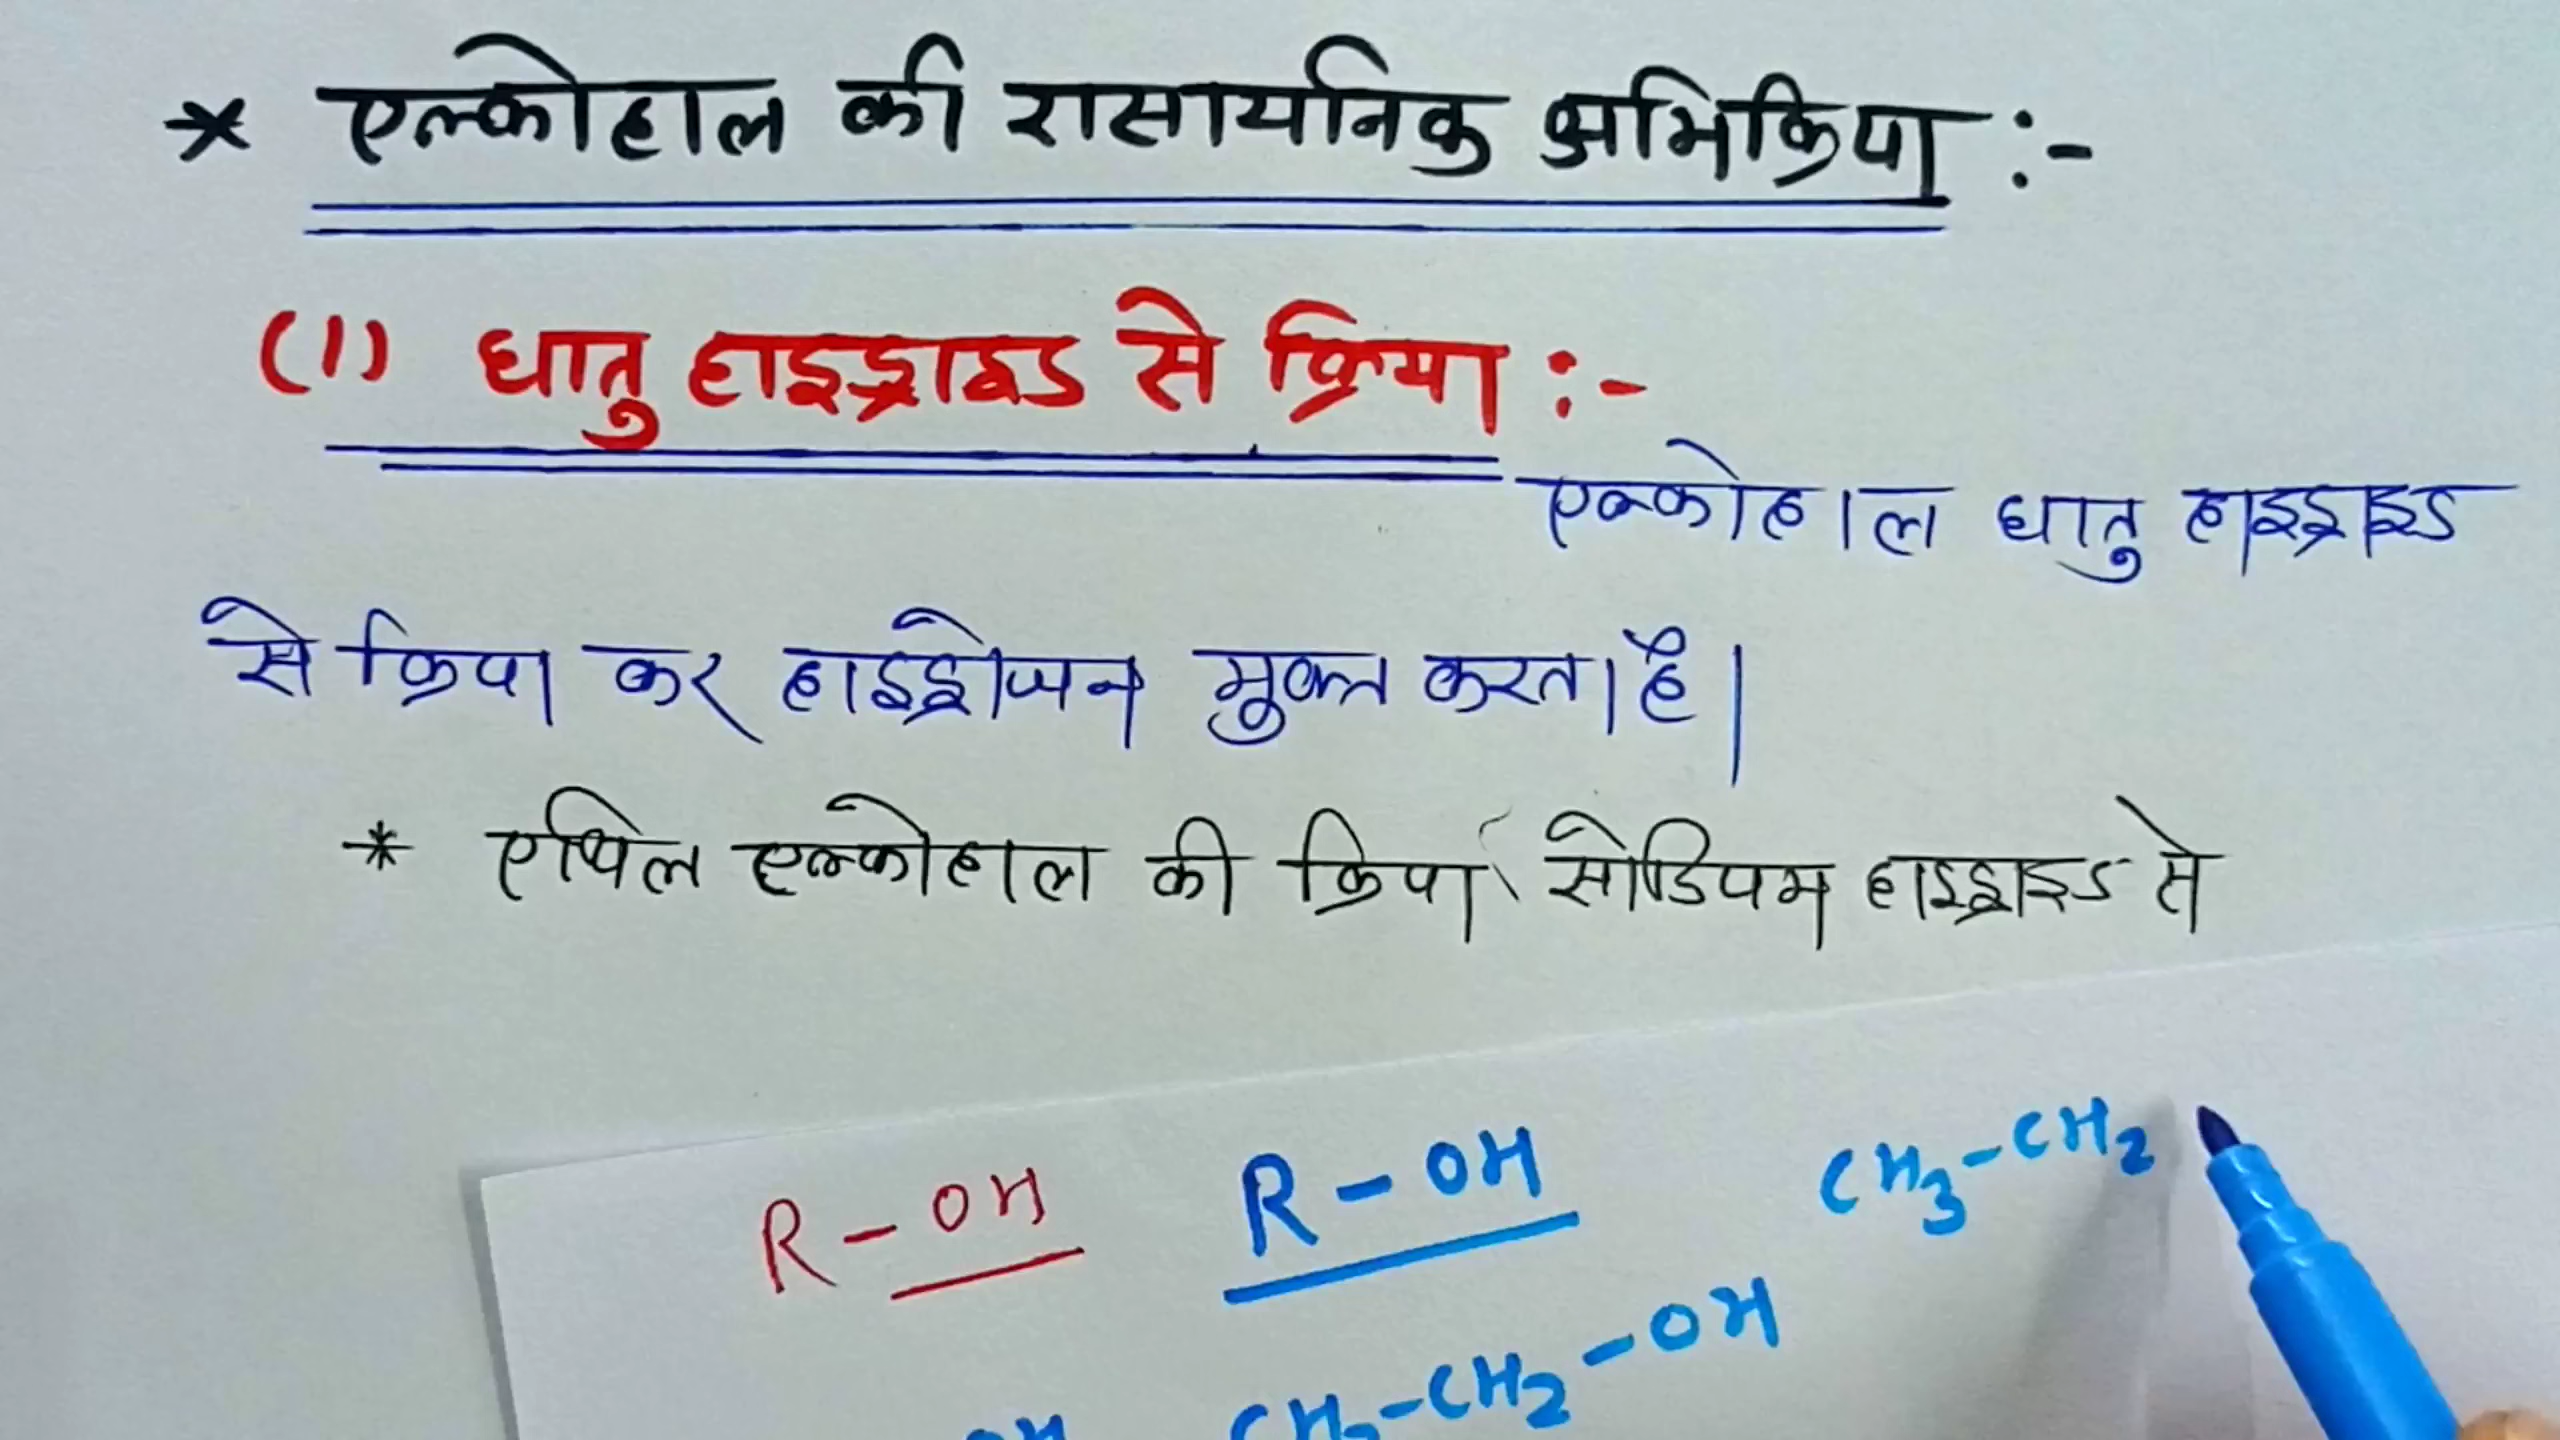 * एल्कोहाल की रासायनिक अभिक्रिया :-
(1) धातु हाइड्राइड से क्रिया :-
एल्कोहाल धातु हाइड्राइड
से क्रिया कर हाइड्रोजन मुक्त करता है।
* एथिल एल्कोहाल की क्रिया सोडियम हाइड्राइड से
R-OH R-OH CH3-CH2
OH CH3-CH2-OH